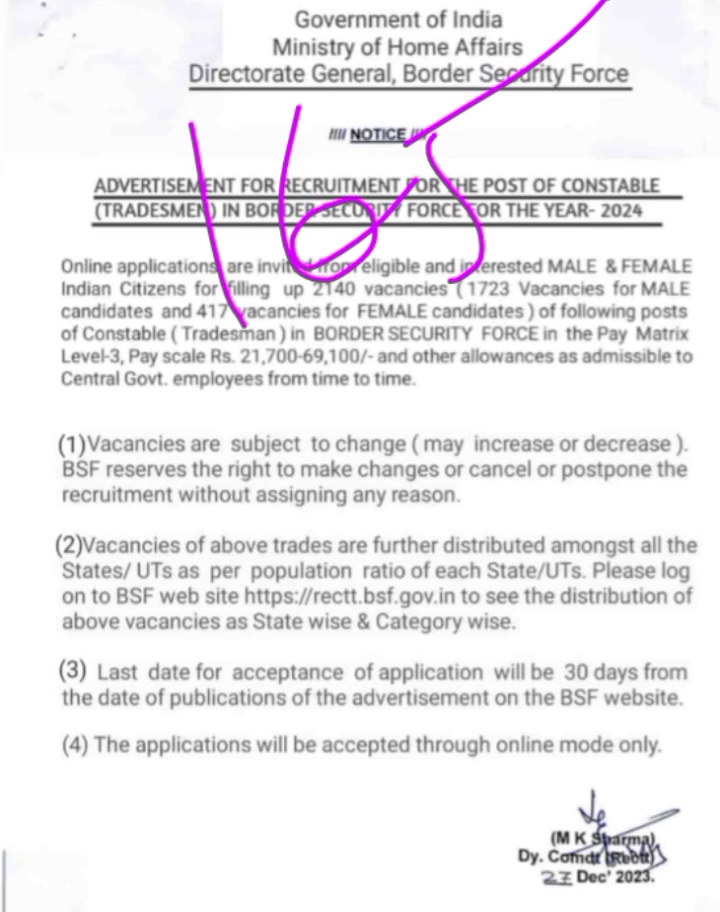 Government of India
Ministry of Home Affairs
Directorate General, Border Security Force
//// NOTICE ////
165
ADVERTISEMENT FOR RECRUITMENT FOR THE POST OF CONSTABLE
(TRADESMEN) IN BORDER SECURITY FORCE FOR THE YEAR- 2024
Online applications are invited from eligible and interested MALE & FEMALE
Indian Citizens for filling up 2140 vacancies ( 1723 Vacancies for MALE
candidates and 417 vacancies for FEMALE candidates ) of following posts
of Constable ( Tradesman ) in BORDER SECURITY FORCE in the Pay Matrix
Level-3, Pay scale Rs. 21,700-69,100/- and other allowances as admissible to
Central Govt. employees from time to time.
(1)Vacancies are subject to change ( may increase or decrease ).
BSF reserves the right to make changes or cancel or postpone the
recruitment without assigning any reason.
(2)Vacancies of above trades are further distributed amongst all the
States/ UTs as per population ratio of each State/UTs. Please log
on to BSF web site https://rectt.bsf.gov.in to see the distribution of
above vacancies as State wise & Category wise.
(3) Last date for acceptance of application will be 30 days from
the date of publications of the advertisement on the BSF website.
(4) The applications will be accepted through online mode only.
(M K Sharma)
Dy. Comdt (Rectt)
27 Dec' 2023.